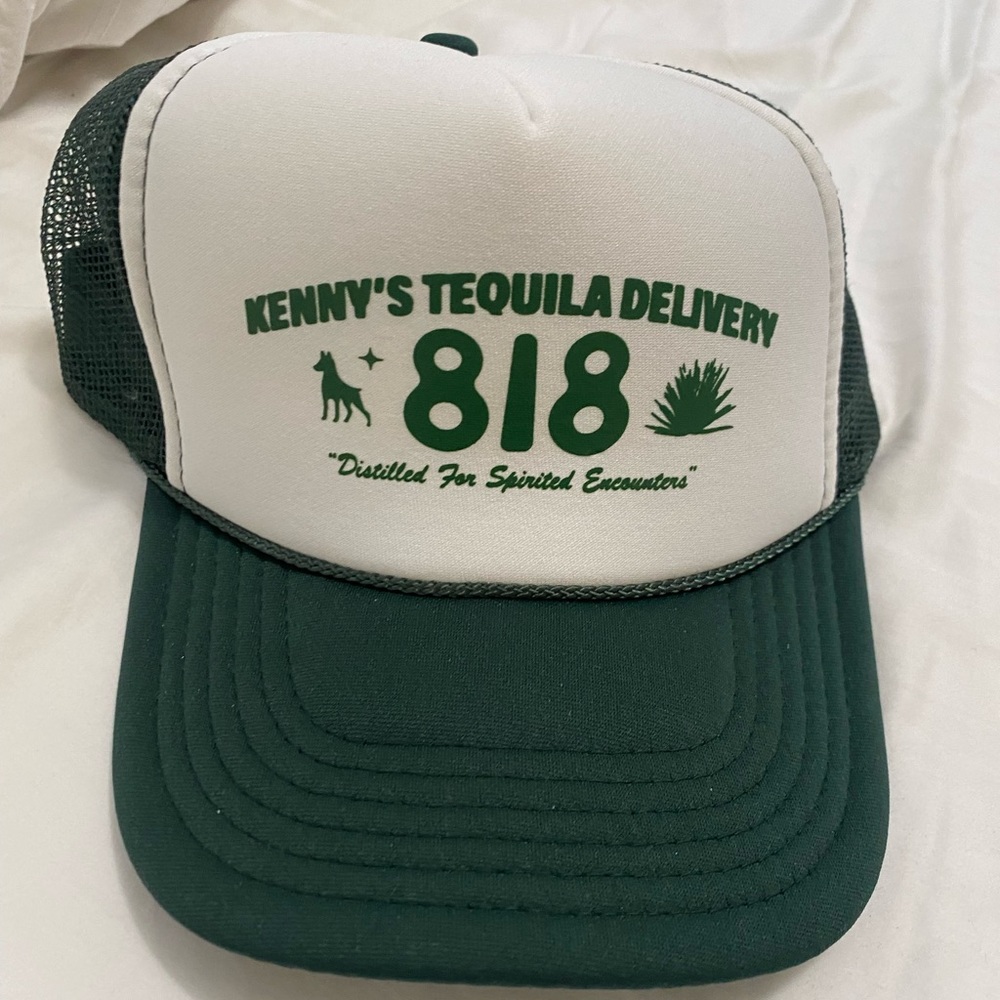 KENNY'S TEQUILA DELIVERY
818
"Distilled For Spirited Encounters"